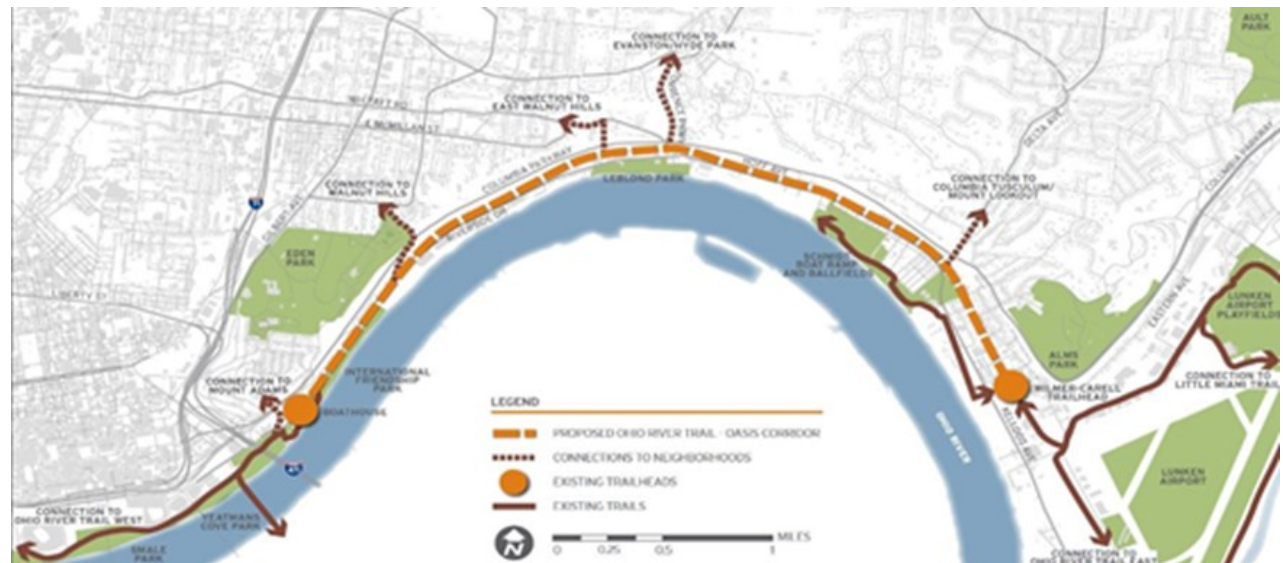 AULT
PARK
CONNECTION TO
EVANSTON/HYDE PARK
CONNECTION TO
EAST WALNUT HILLS
E MCMILLAN ST
DELTA AVE
COLUMBIA PARKWAY
COLUMBIA PARKWAY
CONNECTION TO
WALNUT HILLS
LEBLOND PARK
CONNECTION TO
COLUMBIA TUSCULUM/
MOUNT LOOKOUT
RIVERSIDE DR
EDEN
PARK
SCHMIDT
BOAT RAMP
AND BALLFIELDS
LIBERTY ST
EASTERN AVE
LUNKEN
AIRPORT
PLAYFIELDS
ALMS
PARK
CONNECTION TO
LITTLE MIAMI TRAIL
INTERNATIONAL
FRIENDSHIP
PARK
CONNECTION TO
MOUNT ADAMS
BOATHOUSE
WILMER-CARELL
TRAILHEAD
KELLOGG AVE
OHIO RIVER
LUNKEN
AIRPORT
LEGEND
PROPOSED OHIO RIVER TRAIL - OASIS CORRIDOR
CONNECTIONS TO NEIGHBORHOODS
EXISTING TRAILHEADS
EXISTING TRAILS
CONNECTION TO
OHIO RIVER TRAIL WEST
YEATMANS
COVE PARK
SMALE
PARK
N
MILES
0 0.25 0.5 1
CONNECTION TO
OHIO RIVER TRAIL EAST